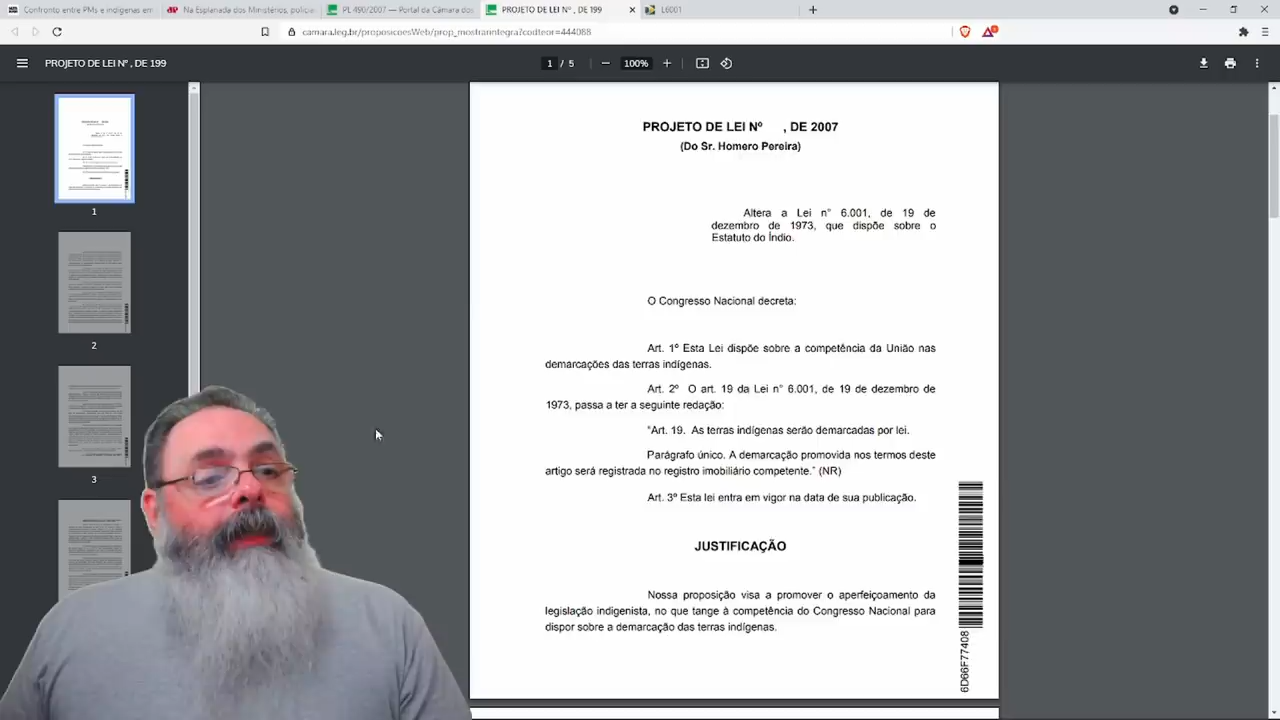 Confronto entre PMs e indígenas em
Na Esplanada dos Ministérios, polícia
PL 490/2007 — Portal da Câmara dos
PROJETO DE LEI Nº , DE 199
L6001
camara.leg.br/proposicoesWeb/prop_mostrarintegra?codteor=444088
PROJETO DE LEI Nº , DE 199
1 / 5
100%
1
2
3
PROJETO DE LEI Nº , DE 2007
(Do Sr. Homero Pereira)
Altera a Lei n° 6.001, de 19 de
dezembro de 1973, que dispõe sobre o
Estatuto do Índio.
O Congresso Nacional decreta:
Art. 1º Esta Lei dispõe sobre a competência da União nas
demarcações das terras indígenas.
Art. 2º O art. 19 da Lei n° 6.001, de 19 de dezembro de
1973, passa a ter a seguinte redação:
"Art. 19. As terras indígenas serão demarcadas por lei.
Parágrafo único. A demarcação promovida nos termos deste
artigo será registrada no registro imobiliário competente." (NR)
Art. 3º Esta lei entra em vigor na data de sua publicação.
JUSTIFICAÇÃO
Nossa proposição visa a promover o aperfeiçoamento da
legislação indigenista, no que tange à competência do Congresso Nacional para
dispor sobre a demarcação das terras indígenas.
6D66F77408